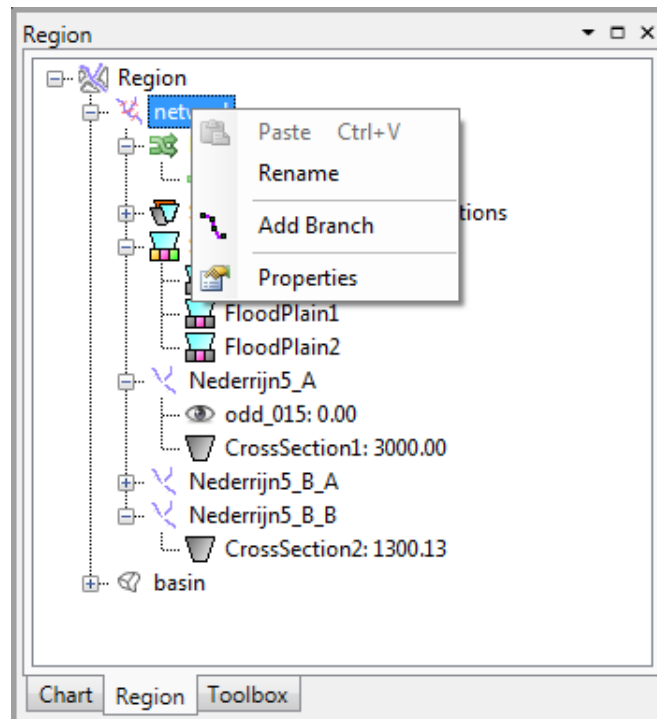 Region
Region
Paste Ctrl+V
Rename
tions
Add Branch
Properties
FloodPlain1
FloodPlain2
Nederrijn5_A
odd_015: 0.00
CrossSection1: 3000.00
Nederrijn5_B_A
Nederrijn5_B_B
CrossSection2: 1300.13
basin
Chart Region Toolbox